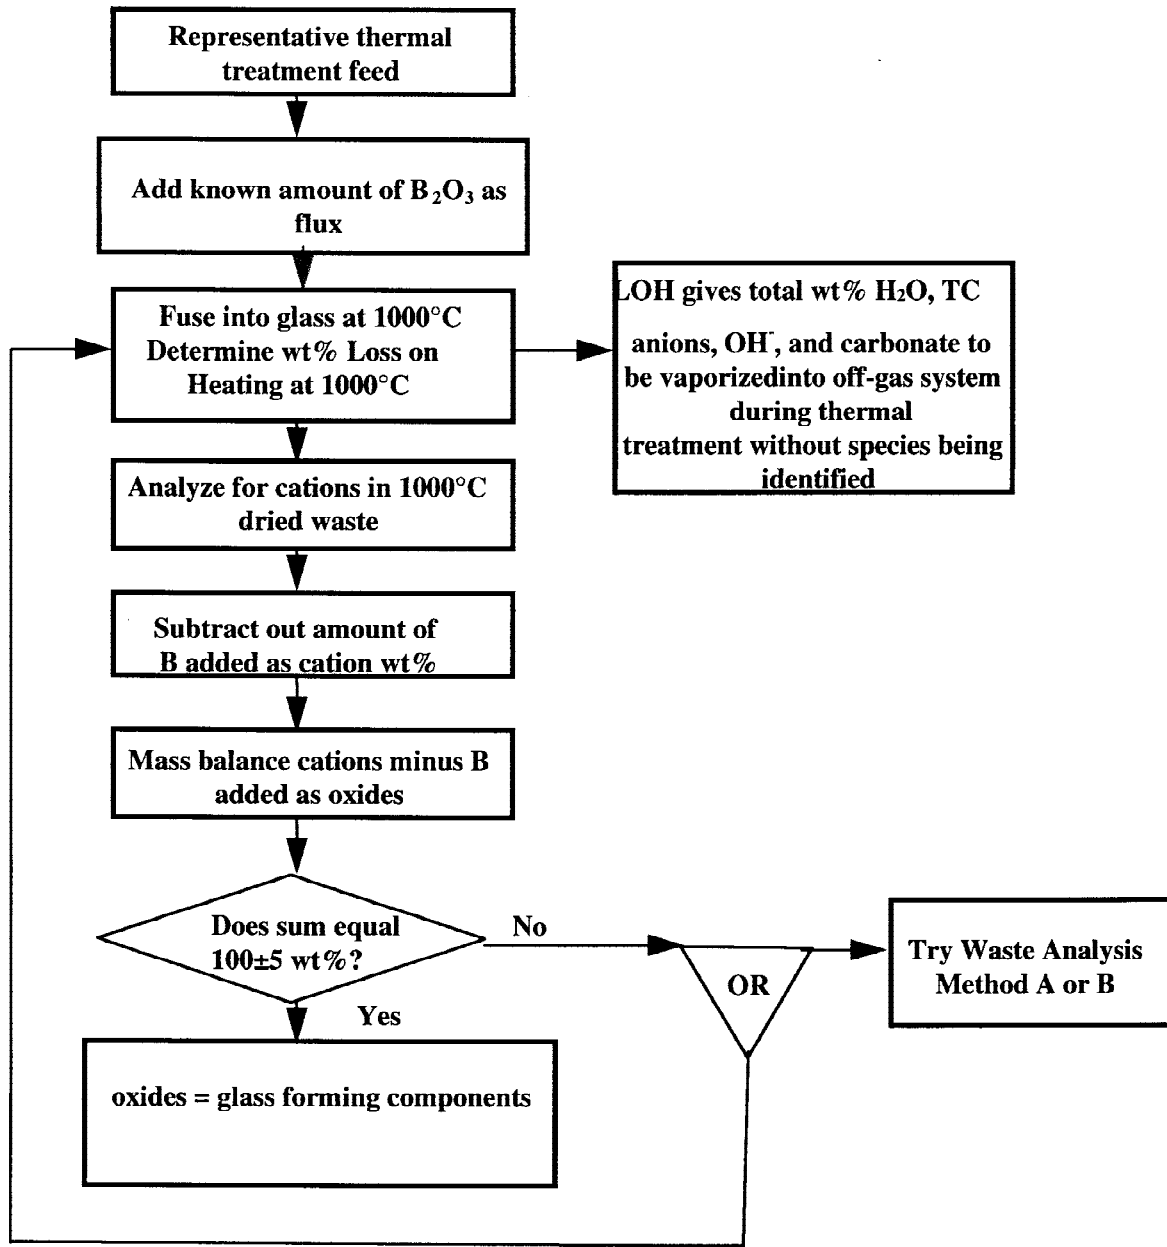 Representative thermal
treatment feed
Add known amount of B₂O₃ as
flux
Fuse into glass at 1000°C
Determine wt% Loss on
Heating at 1000°C
LOH gives total wt% H₂O, TC
anions, OH⁻, and carbonate to
be vaporizedinto off-gas system
during thermal
treatment without species being
identified
Analyze for cations in 1000°C
dried waste
Subtract out amount of
B added as cation wt%
Mass balance cations minus B
added as oxides
Does sum equal
100±5 wt%?
No
OR
Try Waste Analysis
Method A or B
Yes
oxides = glass forming components